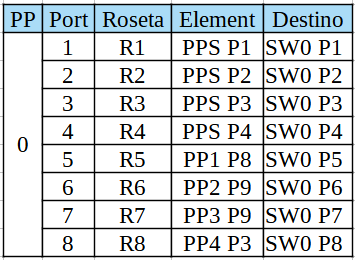 PP Port Roseta Element Destino
1 R1 PPS P1 SW0 P1
2 R2 PPS P2 SW0 P2
3 R3 PPS P3 SW0 P3
4 R4 PPS P4 SW0 P4
0
5 R5 PP1 P8 SW0 P5
6 R6 PP2 P9 SW0 P6
7 R7 PP3 P9 SW0 P7
8 R8 PP4 P3 SW0 P8